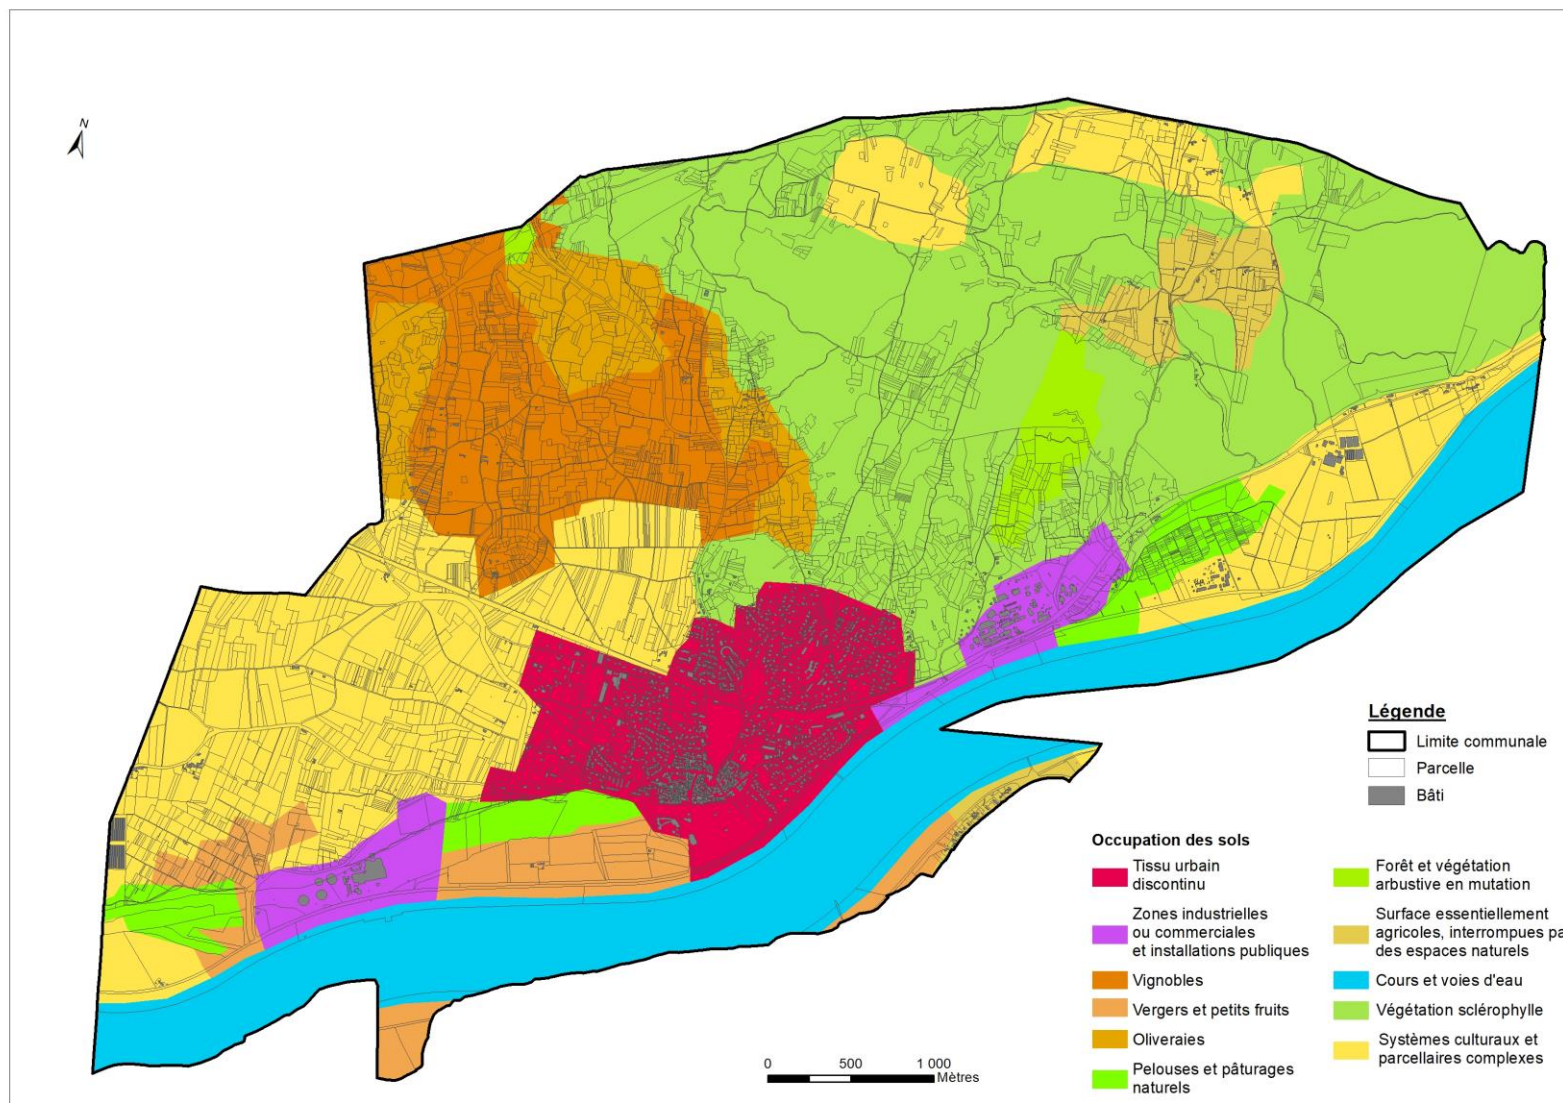 N
Légende
Limite communale
Parcelle
Bâti
Occupation des sols
Tissu urbain
discontinu
Zones industrielles
ou commerciales
et installations publiques
Vignobles
Vergers et petits fruits
Oliveraies
Pelouses et pâturages
naturels
Forêt et végétation
arbustive en mutation
Surface essentiellement
agricoles, interrompues pa
des espaces naturels
Cours et voies d'eau
Végétation sclérophylle
Systèmes culturaux et
parcellaires complexes
0 500 1 000
Mètres